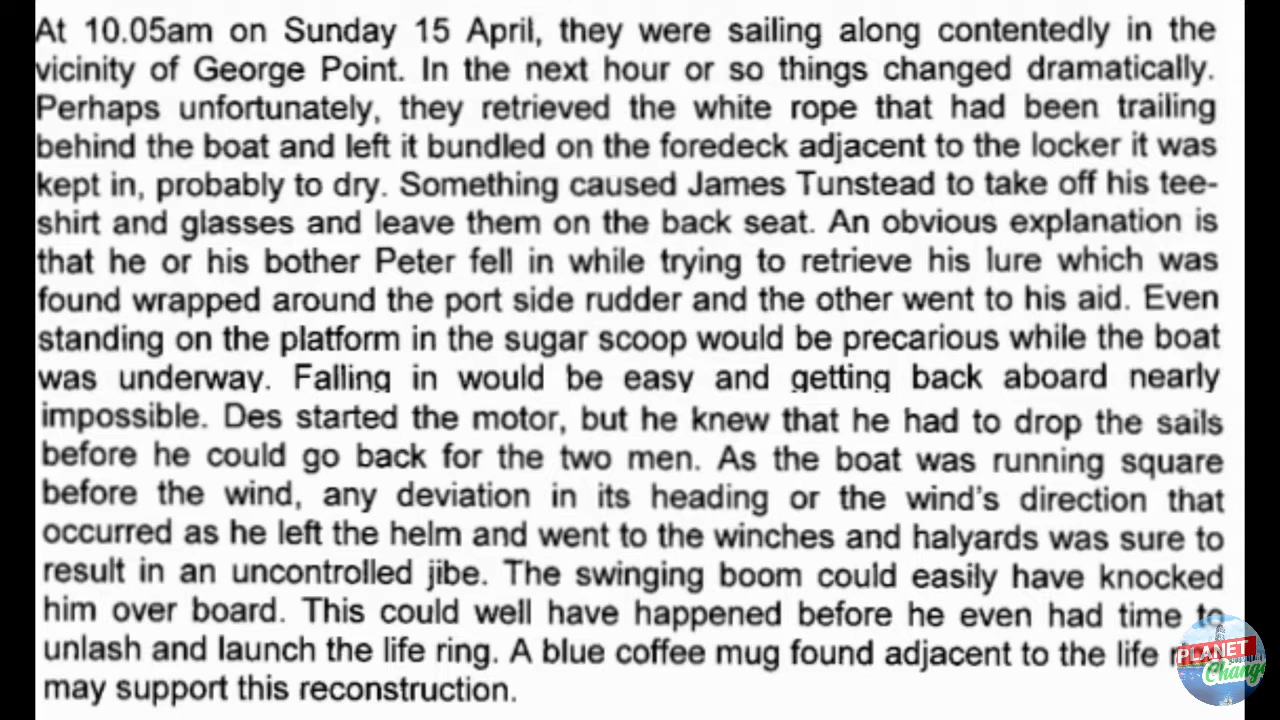 At 10.05am on Sunday 15 April, they were sailing along contentedly in the
vicinity of George Point. In the next hour or so things changed dramatically.
Perhaps unfortunately, they retrieved the white rope that had been trailing
behind the boat and left it bundled on the foredeck adjacent to the locker it was
kept in, probably to dry. Something caused James Tunstead to take off his tee-
shirt and glasses and leave them on the back seat. An obvious explanation is
that he or his bother Peter fell in while trying to retrieve his lure which was
found wrapped around the port side rudder and the other went to his aid. Even
standing on the platform in the sugar scoop would be precarious while the boat
was underway. Falling in would be easy and getting back aboard nearly
impossible. Des started the motor, but he knew that he had to drop the sails
before he could go back for the two men. As the boat was running square
before the wind, any deviation in its heading or the wind's direction that
occurred as he left the helm and went to the winches and halyards was sure to
result in an uncontrolled jibe. The swinging boom could easily have knocked
him over board. This could well have happened before he even had time to
unlash and launch the life ring. A blue coffee mug found adjacent to the life
may support this reconstruction.
PLANET
Change